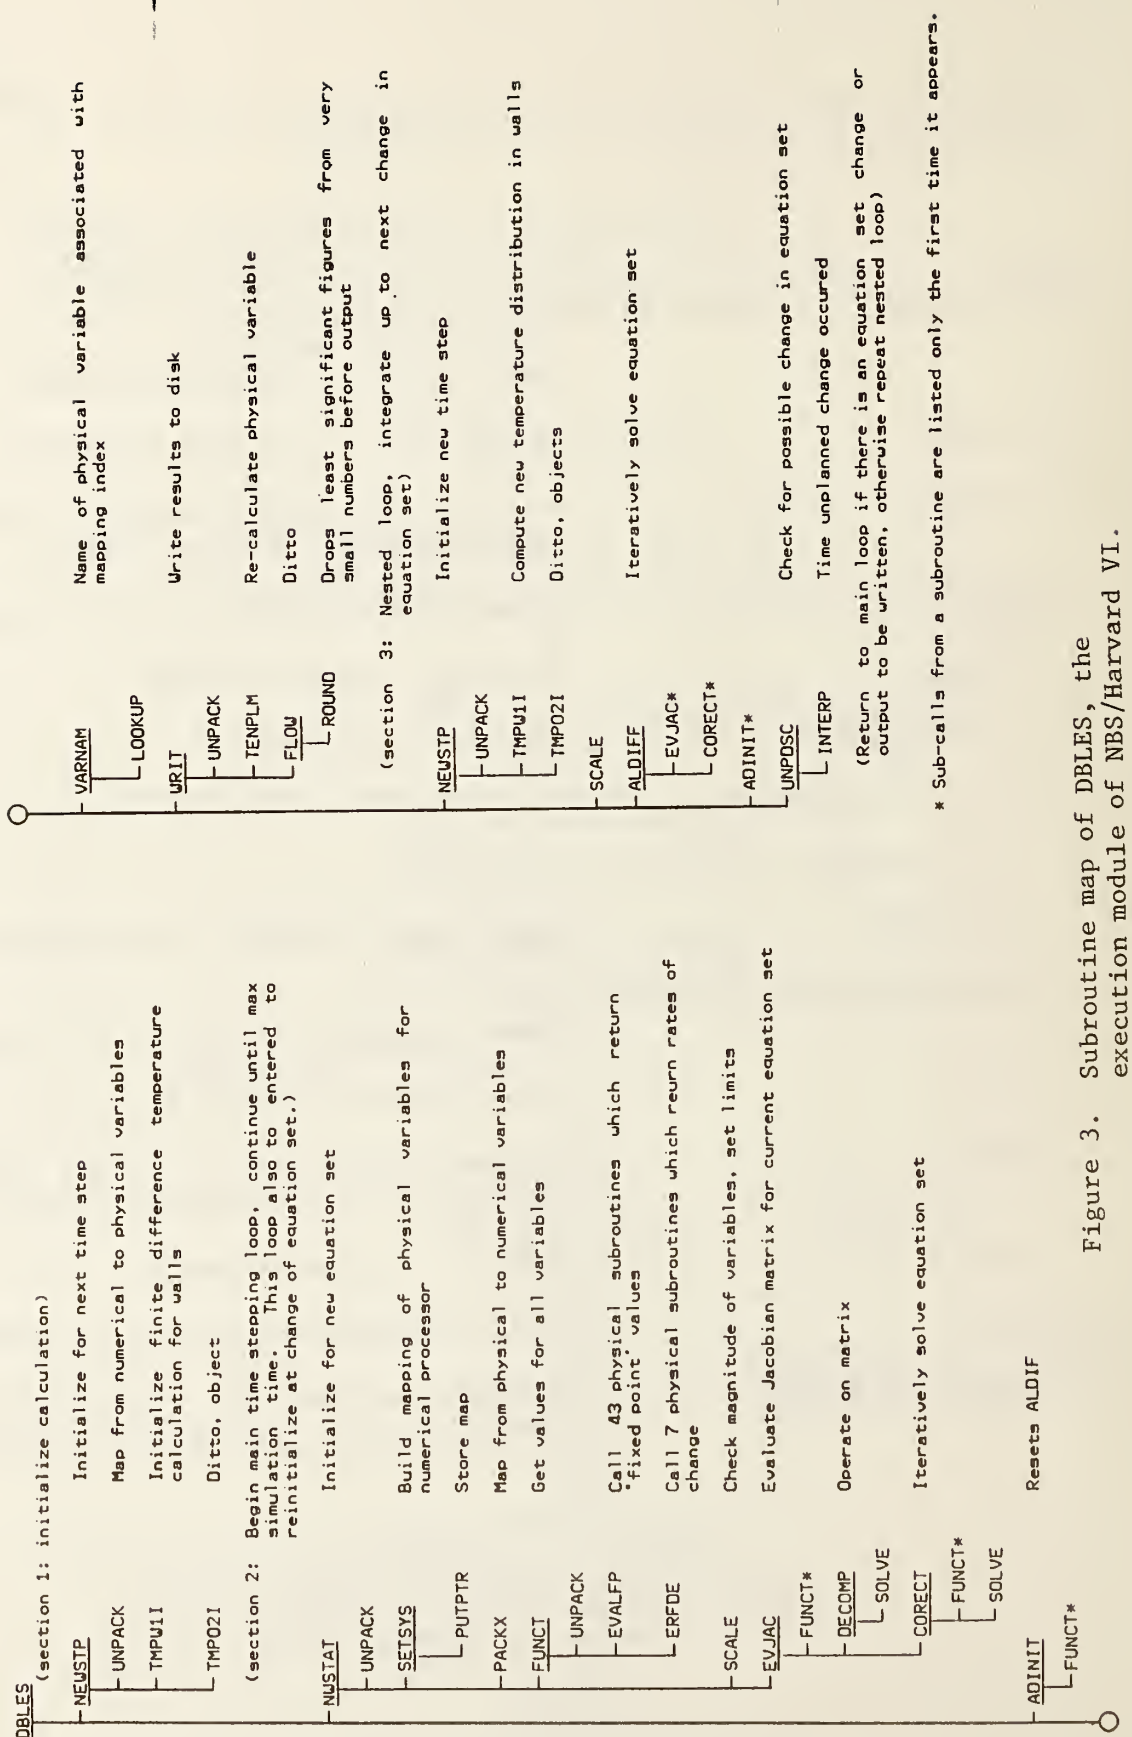 DBLES
(section 1: initialize calculation)
NEWSTP Initialize for next time step
UNPACK Map from numerical to physical variables
TMPW1I Initialize finite difference temperature
calculation for walls
TMPO2I Ditto, object
(section 2: Begin main time stepping loop, continue until max
simulation time. This loop also to entered to
reinitialize at change of equation set.)
NWSTAT Initialize for new equation set
UNPACK
SETSYS Build mapping of physical variables for
numerical processor
PUTPTR Store map
PACKX Map from physical to numerical variables
FUNCT Get values for all variables
UNPACK
EVALFP Call 43 physical subroutines which return
"fixed point" values
ERFDE Call 7 physical subroutines which reurn rates of
change
SCALE Check magnitude of variables, set limits
EVJAC Evaluate Jacobian matrix for current equation set
FUNCT*
DECOMP Operate on matrix
SOLVE
CORECT Iteratively solve equation set
FUNCT*
SOLVE
ADINIT Resets ALDIF
FUNCT*
VARNAM Name of physical variable associated with
mapping index
LOOKUP
WRIT Write results to disk
UNPACK
TENPLM Re-calculate physical variable
FLOW Ditto
ROUND Drops least significant figures from very
small numbers before output
(section 3: Nested loop, integrate up to next change in
equation set)
NEWSTP Initialize new time step
UNPACK
TMPW1I Compute new temperature distribution in walls
TMPO2I Ditto, objects
SCALE
ALDIFF Iteratively solve equation set
EVJAC*
CORECT*
ADINIT*
UNPDSC Check for possible change in equation set
INTERP Time unplanned change occured
(Return to main loop if there is an equation set change or
output to be written, otherwise repeat nested loop)
* Sub-calls from a subroutine are listed only the first time it appears.
Figure 3. Subroutine map of DBLES, the
execution module of NBS/Harvard VI.